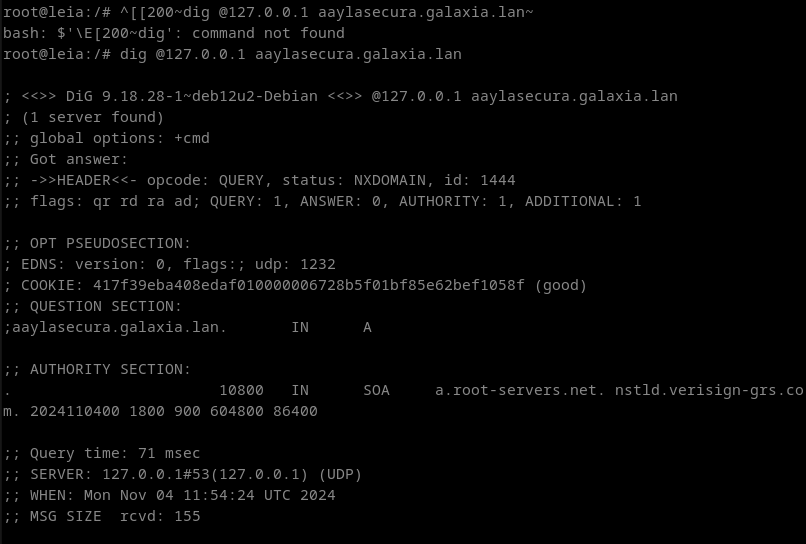 root@leia:/# ^[[200~dig @127.0.0.1 aaylasecura.galaxia.lan~
bash: $'\E[200~dig': command not found
root@leia:/# dig @127.0.0.1 aaylasecura.galaxia.lan

; <<>> DiG 9.18.28-1~deb12u2-Debian <<>> @127.0.0.1 aaylasecura.galaxia.lan
; (1 server found)
;; global options: +cmd
;; Got answer:
;; ->>HEADER<<- opcode: QUERY, status: NXDOMAIN, id: 1444
;; flags: qr rd ra ad; QUERY: 1, ANSWER: 0, AUTHORITY: 1, ADDITIONAL: 1

;; OPT PSEUDOSECTION:
; EDNS: version: 0, flags:; udp: 1232
; COOKIE: 417f39eba408edaf010000006728b5f01bf85e62bef1058f (good)
;; QUESTION SECTION:
;aaylasecura.galaxia.lan.       IN      A

;; AUTHORITY SECTION:
.                       10800   IN      SOA     a.root-servers.net. nstld.verisign-grs.co
m. 2024110400 1800 900 604800 86400

;; Query time: 71 msec
;; SERVER: 127.0.0.1#53(127.0.0.1) (UDP)
;; WHEN: Mon Nov 04 11:54:24 UTC 2024
;; MSG SIZE  rcvd: 155